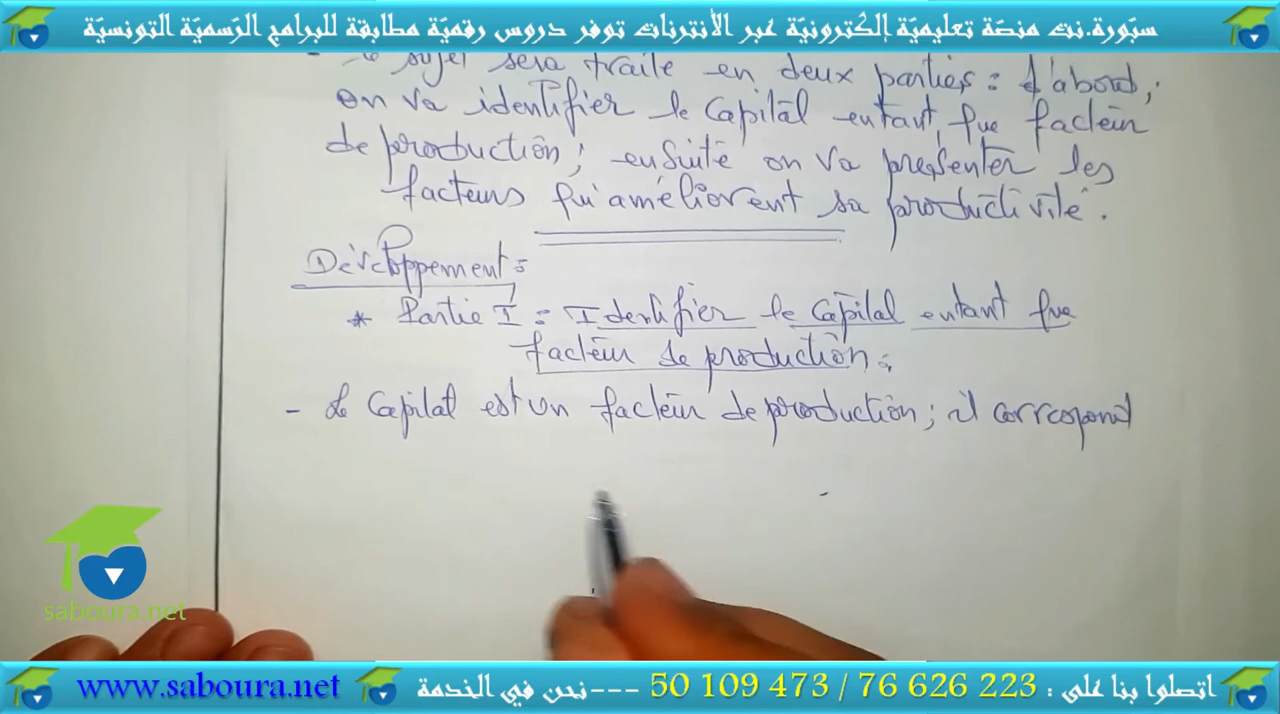 سبّورة.نت منصّة تعليميّة إلكترونيّة عبر الأنترنات توفر دروس رقميّة مطابقة للبرامج الرّسميّة التونسيّة
- Le sujet sera traité en deux parties : d'abord,
on va identifier le capital entant que facteur
de production; ensuite on va présenter les
facteurs qui améliorent sa productivité.
Développement :
* Partie I : Identifier le capital entant que
facteur de production :
- Le capital est un facteur de production; il correspond
saboura.net
www.saboura.net اتصلوا بنا على : 50 109 473 / 76 626 223 ---نحن في الخدمة